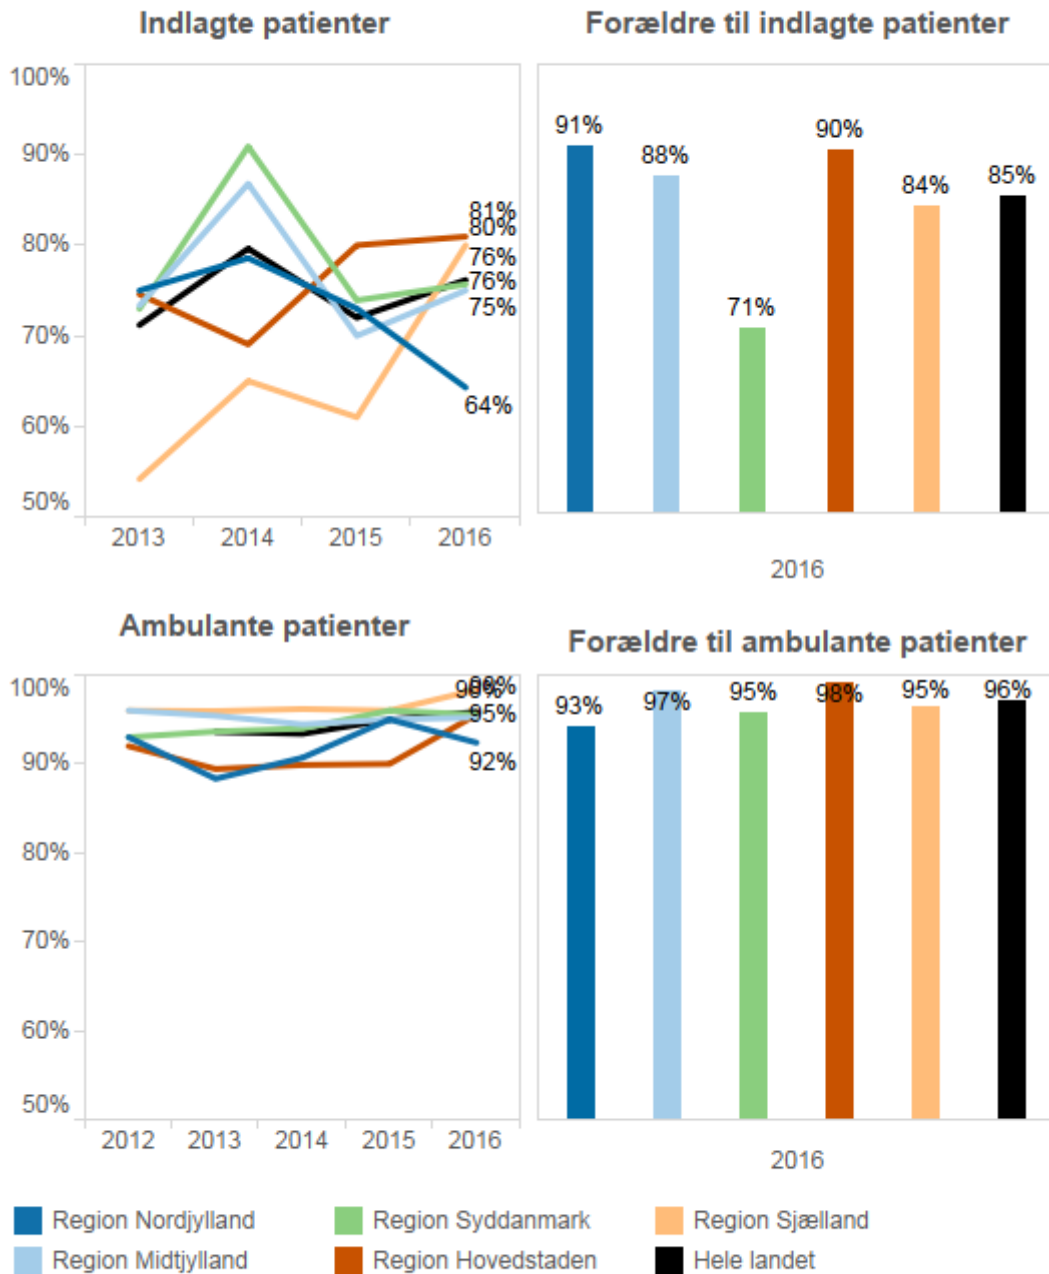 Indlagte patienter
Forældre til indlagte patienter
100%
90%
80%
70%
60%
50%
81%
80%
76%
76%
75%
64%
2013 2014 2015 2016
91% 88% 71% 90% 84% 85%
2016
Ambulante patienter
Forældre til ambulante patienter
100%
90%
80%
70%
60%
50%
95%
92%
2012 2013 2014 2015 2016
93% 97% 95% 98% 95% 96%
2016
Region Nordjylland Region Syddanmark Region Sjælland
Region Midtjylland Region Hovedstaden Hele landet